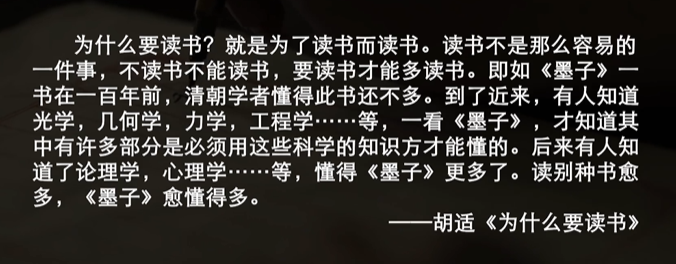 为什么要读书？就是为了读书而读书。读书不是那么容易的
一件事，不读书不能读书，要读书才能多读书。即如《墨子》一
书在一百年前，清朝学者懂得此书还不多。到了近来，有人知道
光学，几何学，力学，工程学……等，一看《墨子》，才知道其
中有许多部分是必须用这些科学的知识方才能懂的。后来有人知
道了论理学，心理学……等，懂得《墨子》更多了。读别种书愈
多，《墨子》愈懂得多。
——胡适《为什么要读书》